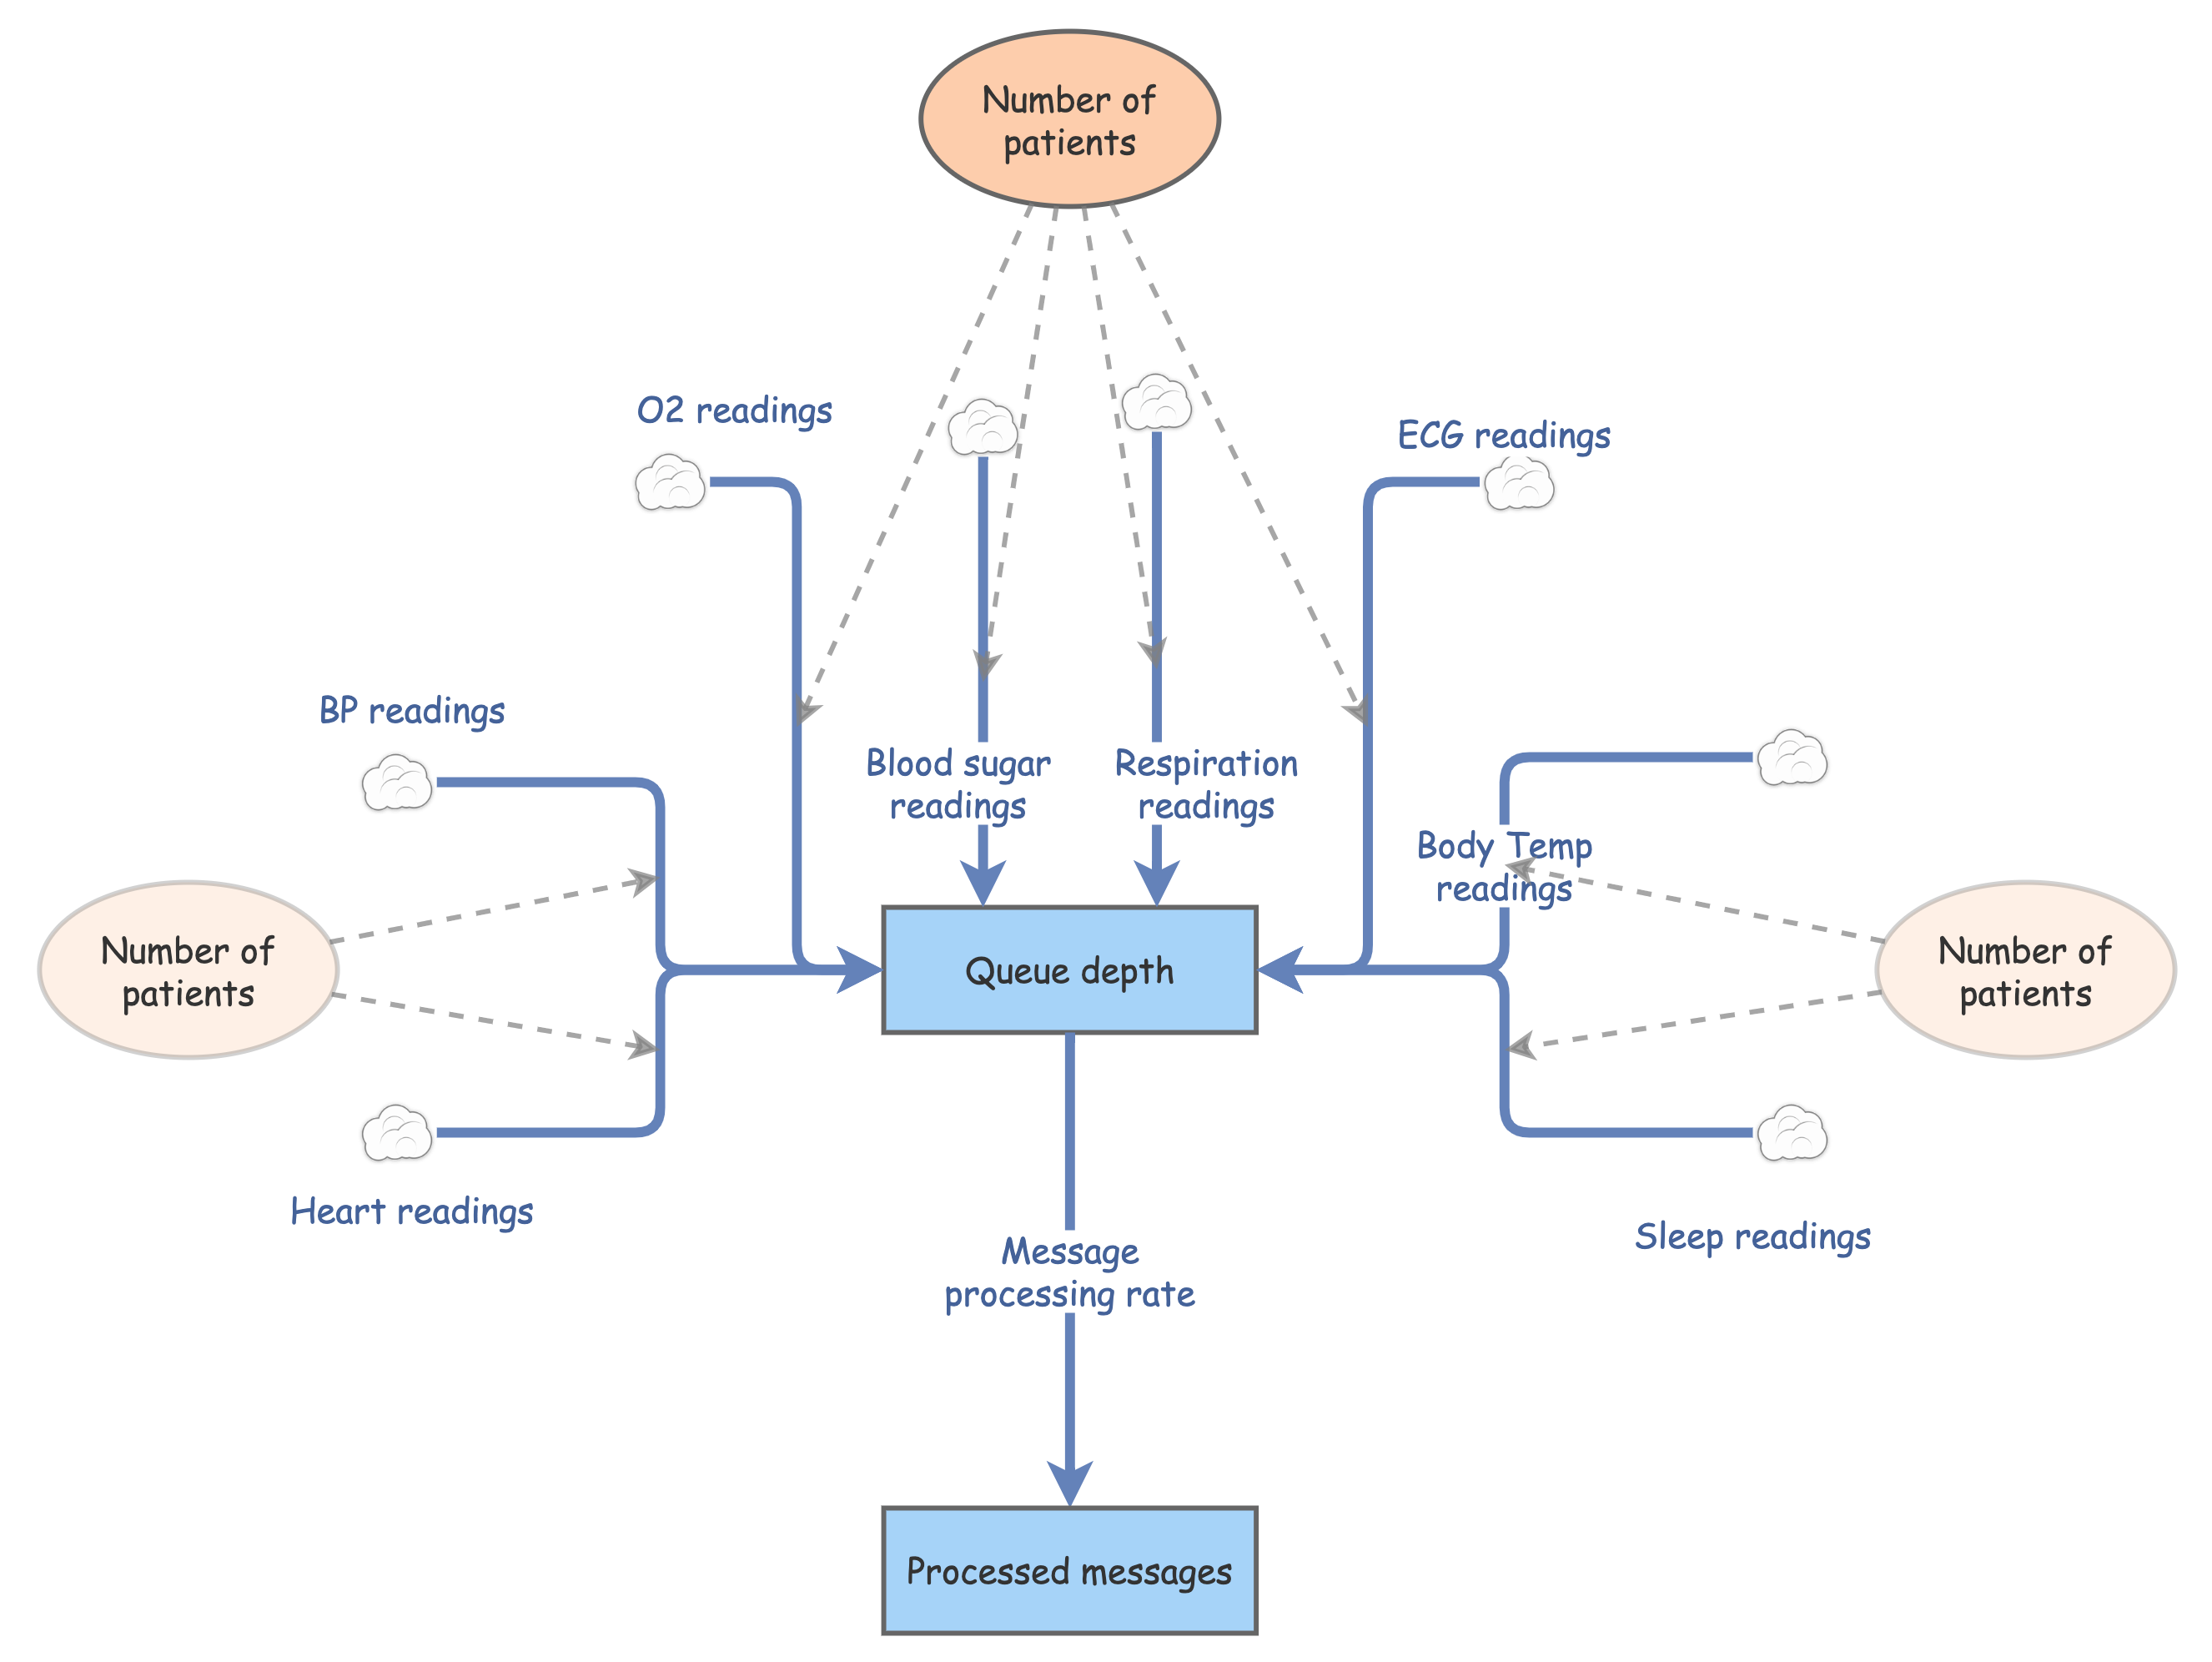 Number of
patients
O2 readings
ECG readings
BP readings
Blood sugar
readings
Respiration
readings
Body Temp
readings
Number of
patients
Queue depth
Number of
patients
Heart readings
Sleep readings
Message
processing rate
Processed messages